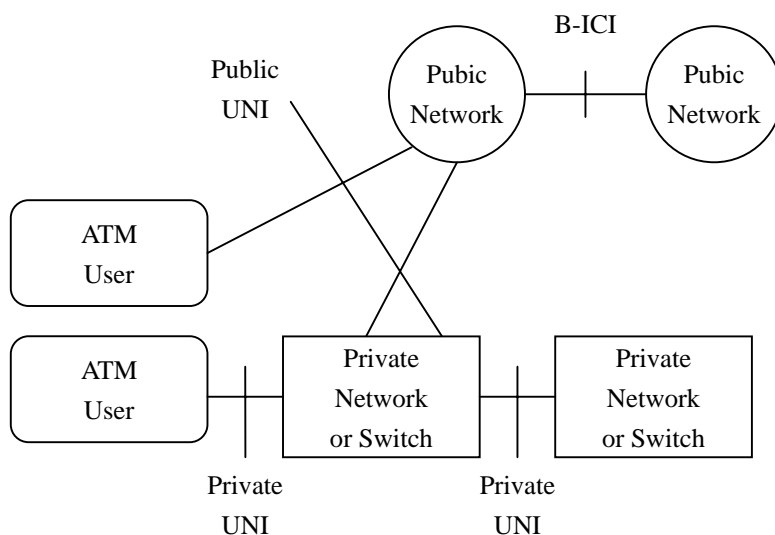 B-ICI
Public
UNI
Pubic
Network
Pubic
Network
ATM
User
ATM
User
Private
Network
or Switch
Private
Network
or Switch
Private
UNI
Private
UNI